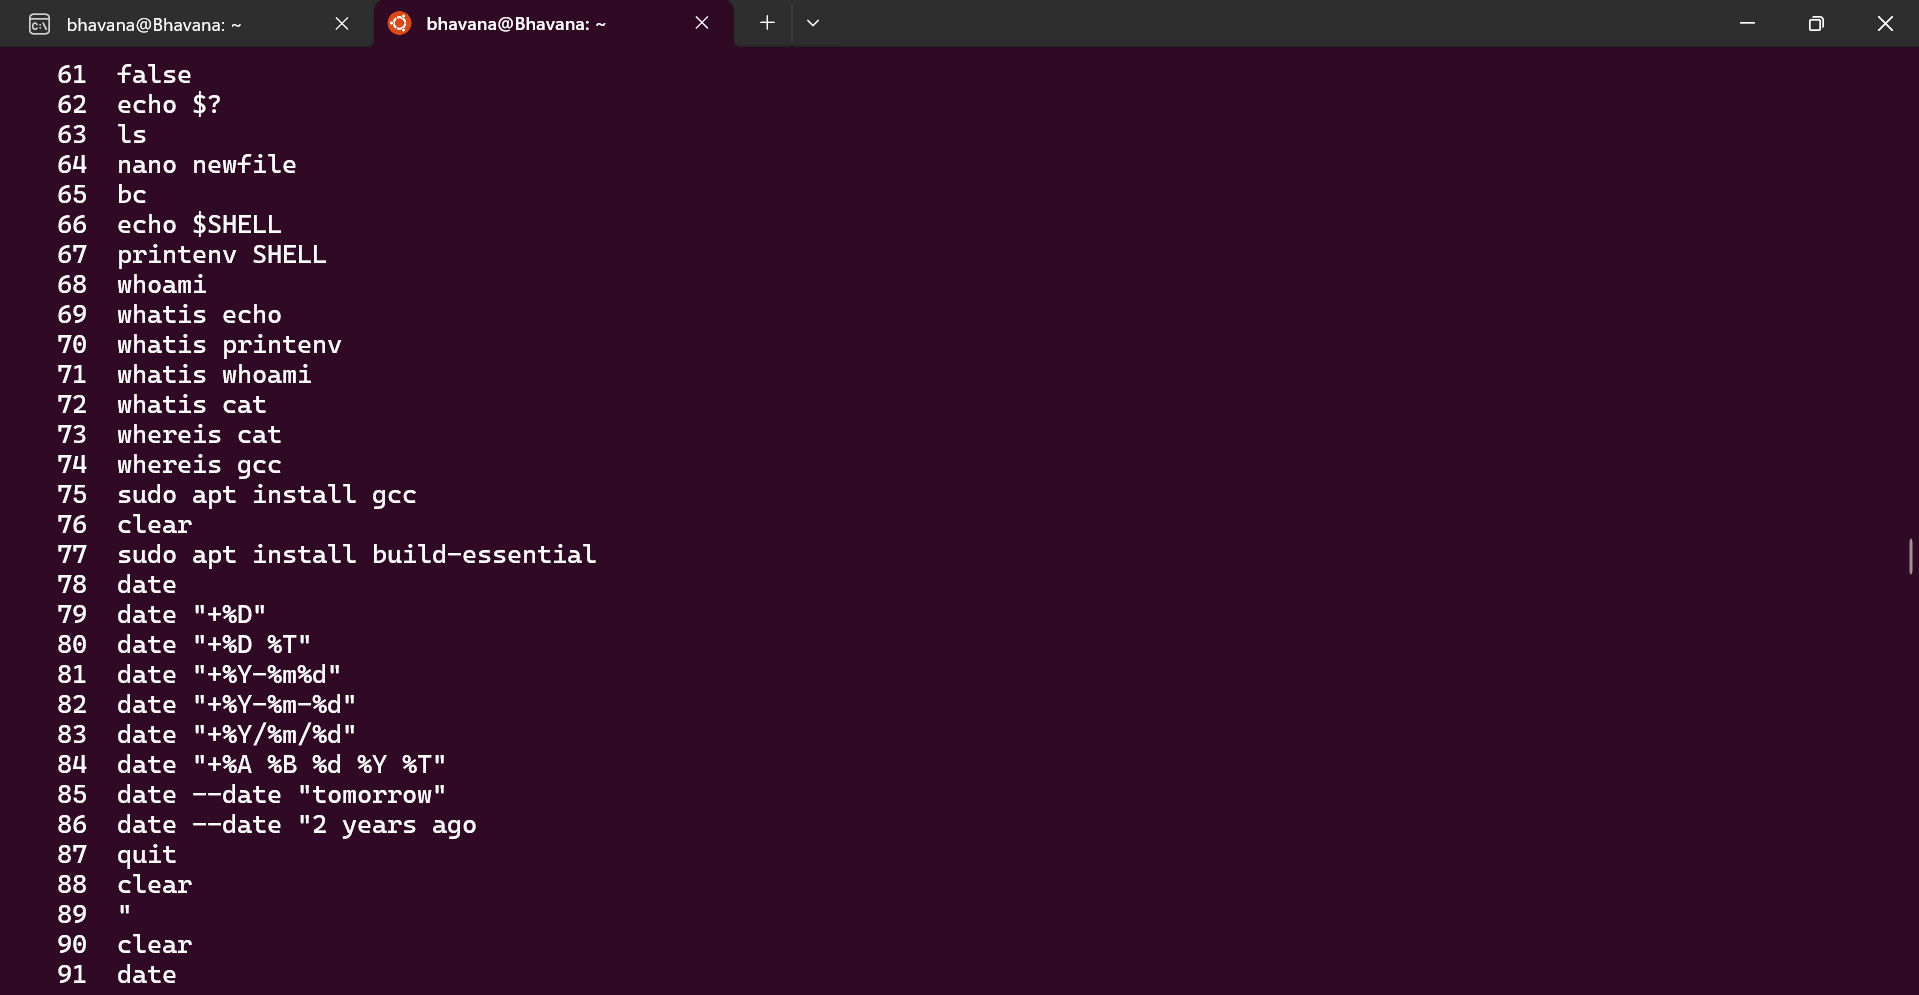 bhavana@Bhavana: ~
bhavana@Bhavana: ~
61  false
62  echo $?
63  ls
64  nano newfile
65  bc
66  echo $SHELL
67  printenv SHELL
68  whoami
69  whatis echo
70  whatis printenv
71  whatis whoami
72  whatis cat
73  whereis cat
74  whereis gcc
75  sudo apt install gcc
76  clear
77  sudo apt install build-essential
78  date
79  date "+%D"
80  date "+%D %T"
81  date "+%Y-%m%d"
82  date "+%Y-%m-%d"
83  date "+%Y/%m/%d"
84  date "+%A %B %d %Y %T"
85  date --date "tomorrow"
86  date --date "2 years ago
87  quit
88  clear
89  "
90  clear
91  date